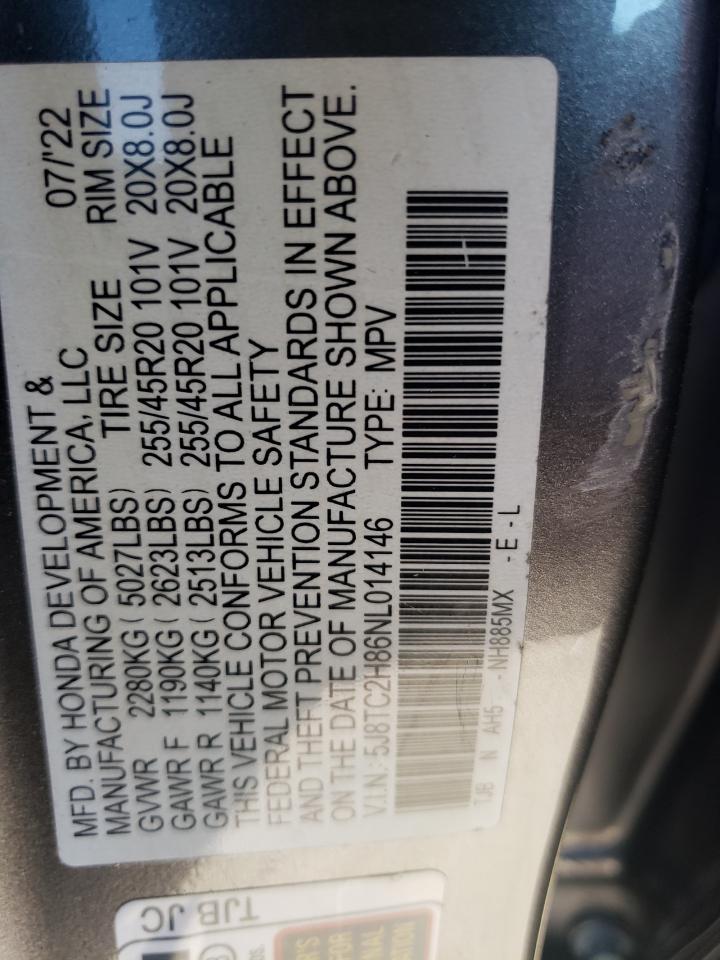 MFD. BY HONDA DEVELOPMENT &
MANUFACTURING OF AMERICA, LLC 07/'22
GVWR 2280KG ( 5027LBS) TIRE SIZE RIM SIZE
GAWR F 1190KG ( 2623LBS) 255/45R20 101V 20X8.0J
GAWR R 1140KG ( 2513LBS) 255/45R20 101V 20X8.0J
THIS VEHICLE CONFORMS TO ALL APPLICABLE
FEDERAL MOTOR VEHICLE SAFETY
AND THEFT PREVENTION STANDARDS IN EFFECT
ON THE DATE OF MANUFACTURE SHOWN ABOVE.
V.I.N.: 5J8TC2H86NL014146 TYPE: MPV
TJB N AH5 -NH885MX -E-L
TJB JC
FOR